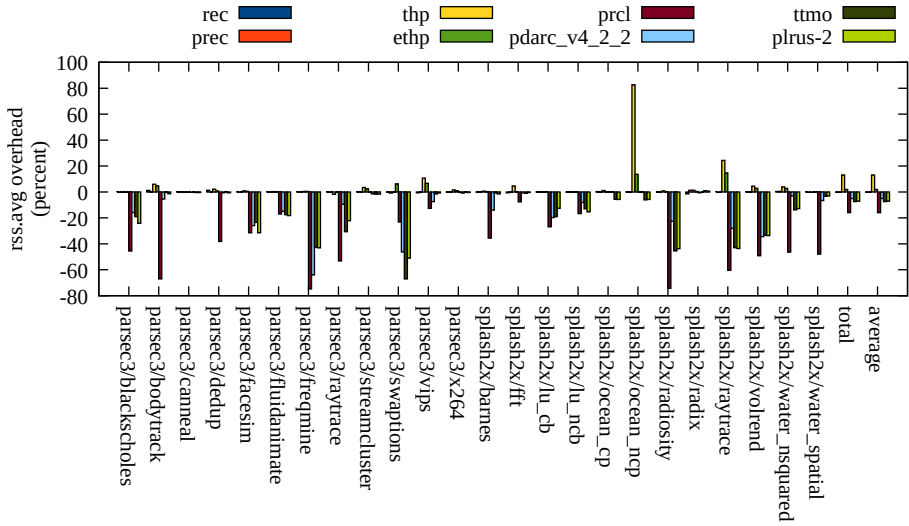 rec thp prcl ttmo
prec ethp pdarc_v4_2_2 plrus-2
rss.avg overhead
(percent)
100
80
60
40
20
0
-20
-40
-60
-80
parsec3/blackscholes
parsec3/bodytrack
parsec3/canneal
parsec3/dedup
parsec3/facesim
parsec3/fluidanimate
parsec3/freqmine
parsec3/raytrace
parsec3/streamcluster
parsec3/swaptions
parsec3/vips
parsec3/x264
splash2x/barnes
splash2x/fft
splash2x/lu_cb
splash2x/lu_ncb
splash2x/ocean_cp
splash2x/ocean_ncp
splash2x/radiosity
splash2x/radix
splash2x/raytrace
splash2x/volrend
splash2x/water_nsquared
splash2x/water_spatial
total
average